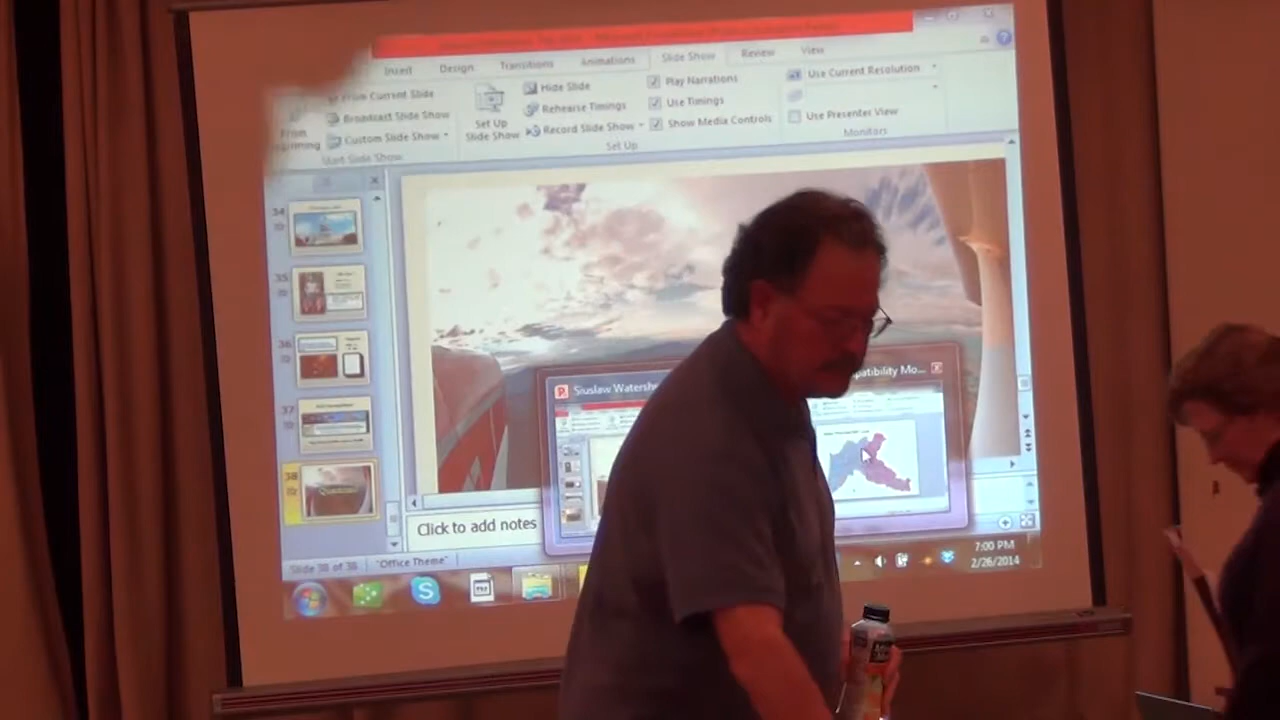 Insert Design Transitions Animations Slide Show Review View
From Current Slide
Broadcast Slide Show
Custom Slide Show
From
Start Slide Show
Set Up
Slide Show
Hide Slide
Rehearse Timings
Record Slide Show
Play Narrations
Use Timings
Show Media Controls
Set Up
Use Current Resolution
Use Presenter View
Monitors
34
35
36
37
38
Siuslaw
Mo...
Click to add notes
Slide 38 of 38 "Office Theme"
7:00 PM
2/26/2014